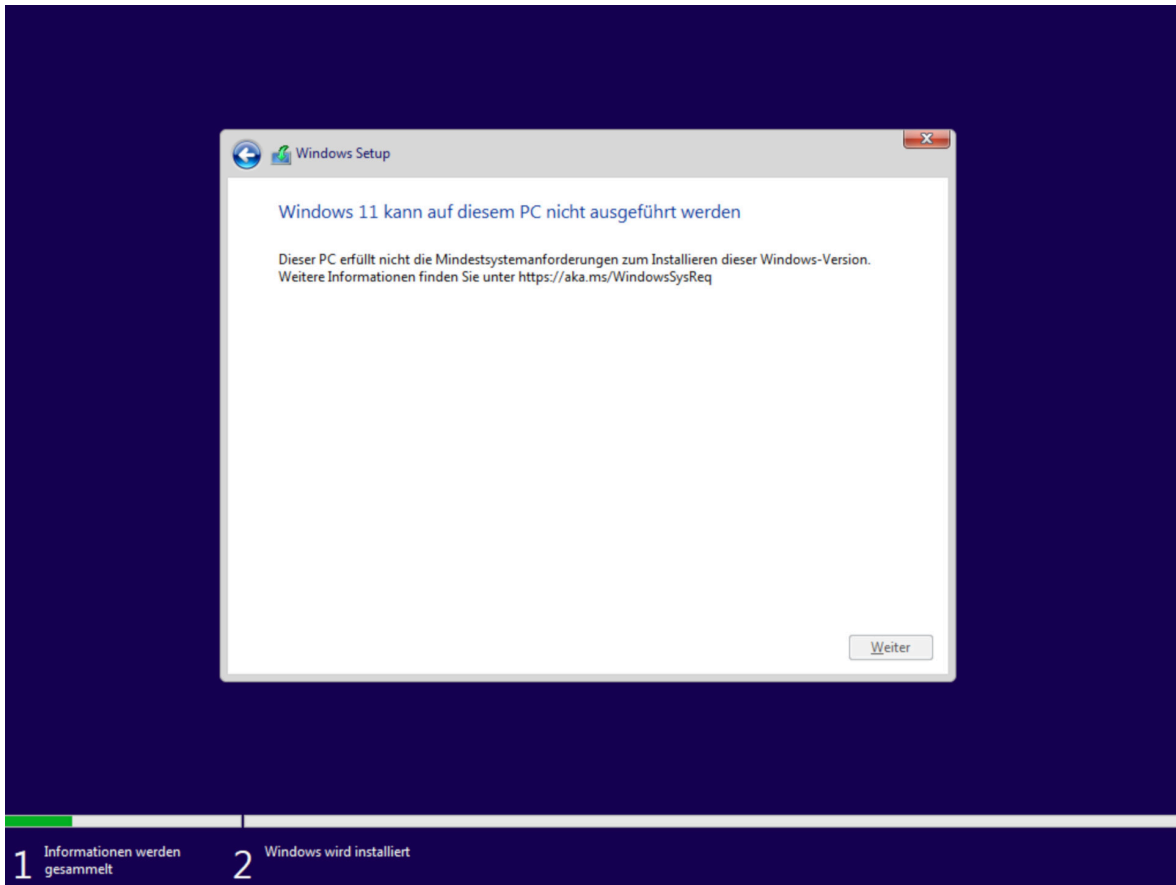 Windows Setup
Windows 11 kann auf diesem PC nicht ausgeführt werden
Dieser PC erfüllt nicht die Mindestsystemanforderungen zum Installieren dieser Windows-Version.
Weitere Informationen finden Sie unter https://aka.ms/WindowsSysReq
Weiter
1 Informationen werden
gesammelt
2 Windows wird installiert